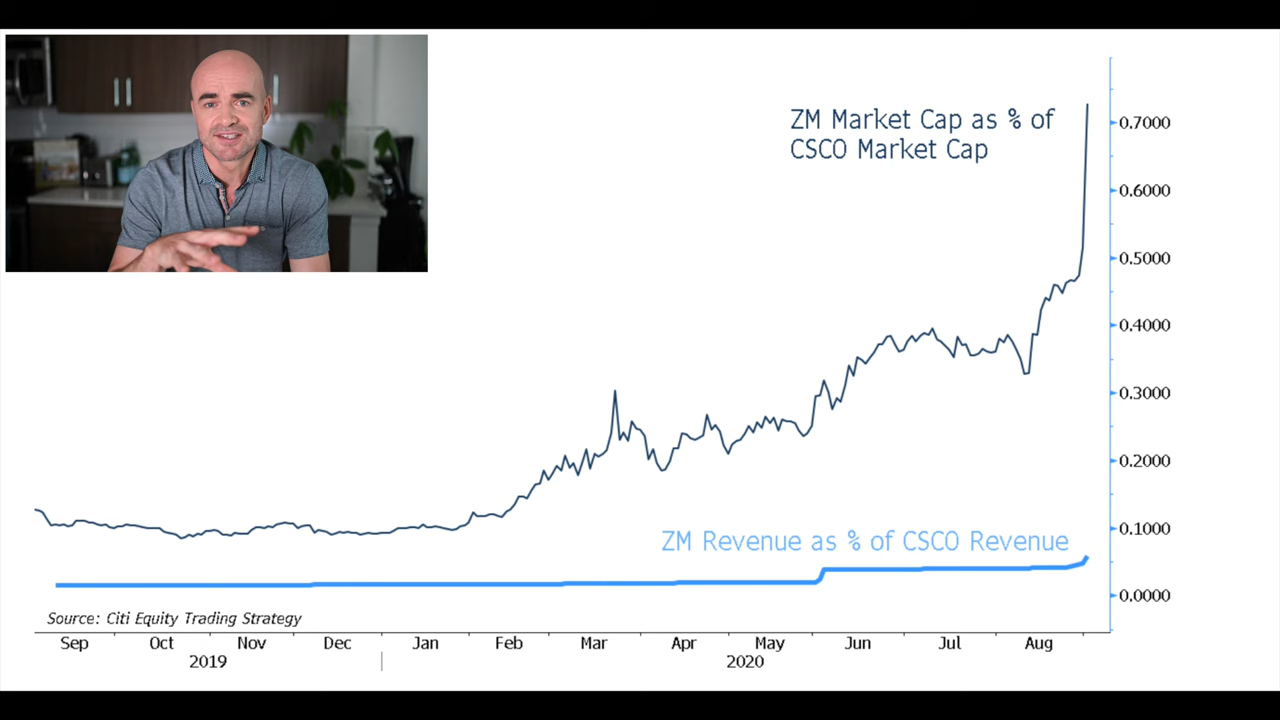 ZM Market Cap as % of
CSCO Market Cap
0.7000
0.6000
0.5000
0.4000
0.3000
0.2000
0.1000
0.0000
ZM Revenue as % of CSCO Revenue
Source: Citi Equity Trading Strategy
Sep Oct Nov Dec Jan Feb Mar Apr May Jun Jul Aug
2019 2020